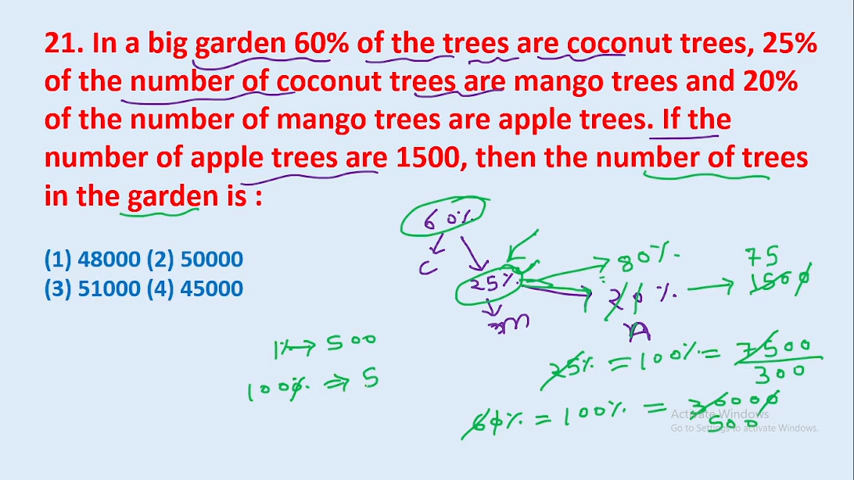 21. In a big garden 60% of the trees are coconut trees, 25%
of the number of coconut trees are mango trees and 20%
of the number of mango trees are apple trees. If the
number of apple trees are 1500, then the number of trees
in the garden is :
(1) 48000 (2) 50000
(3) 51000 (4) 45000
60%
C
25%
m
80%
20%
A
75
1500
1% → 500
100% ⇒ 5
25% = 100% = 7500
300
60% = 100% = 30000
500
Activate Windows
Go to Settings to activate Windows.